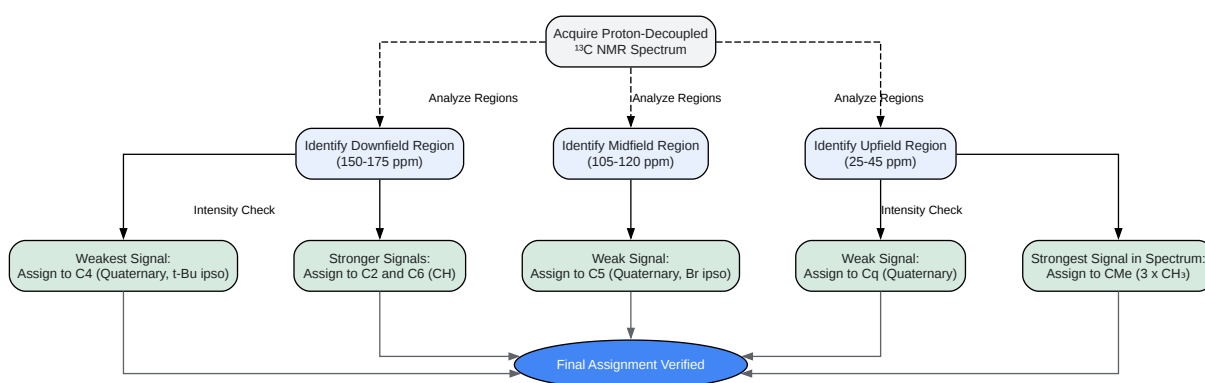 Acquire Proton-Decoupled
¹³C NMR Spectrum
Analyze Regions
Analyze Regions
Analyze Regions
Identify Downfield Region
(150-175 ppm)
Identify Midfield Region
(105-120 ppm)
Identify Upfield Region
(25-45 ppm)
Intensity Check
Intensity Check
Weakest Signal:
Assign to C4 (Quaternary, t-Bu ipso)
Stronger Signals:
Assign to C2 and C6 (CH)
Weak Signal:
Assign to C5 (Quaternary, Br ipso)
Weak Signal:
Assign to Cq (Quaternary)
Strongest Signal in Spectrum:
Assign to CMe (3 x CH₃)
Final Assignment Verified